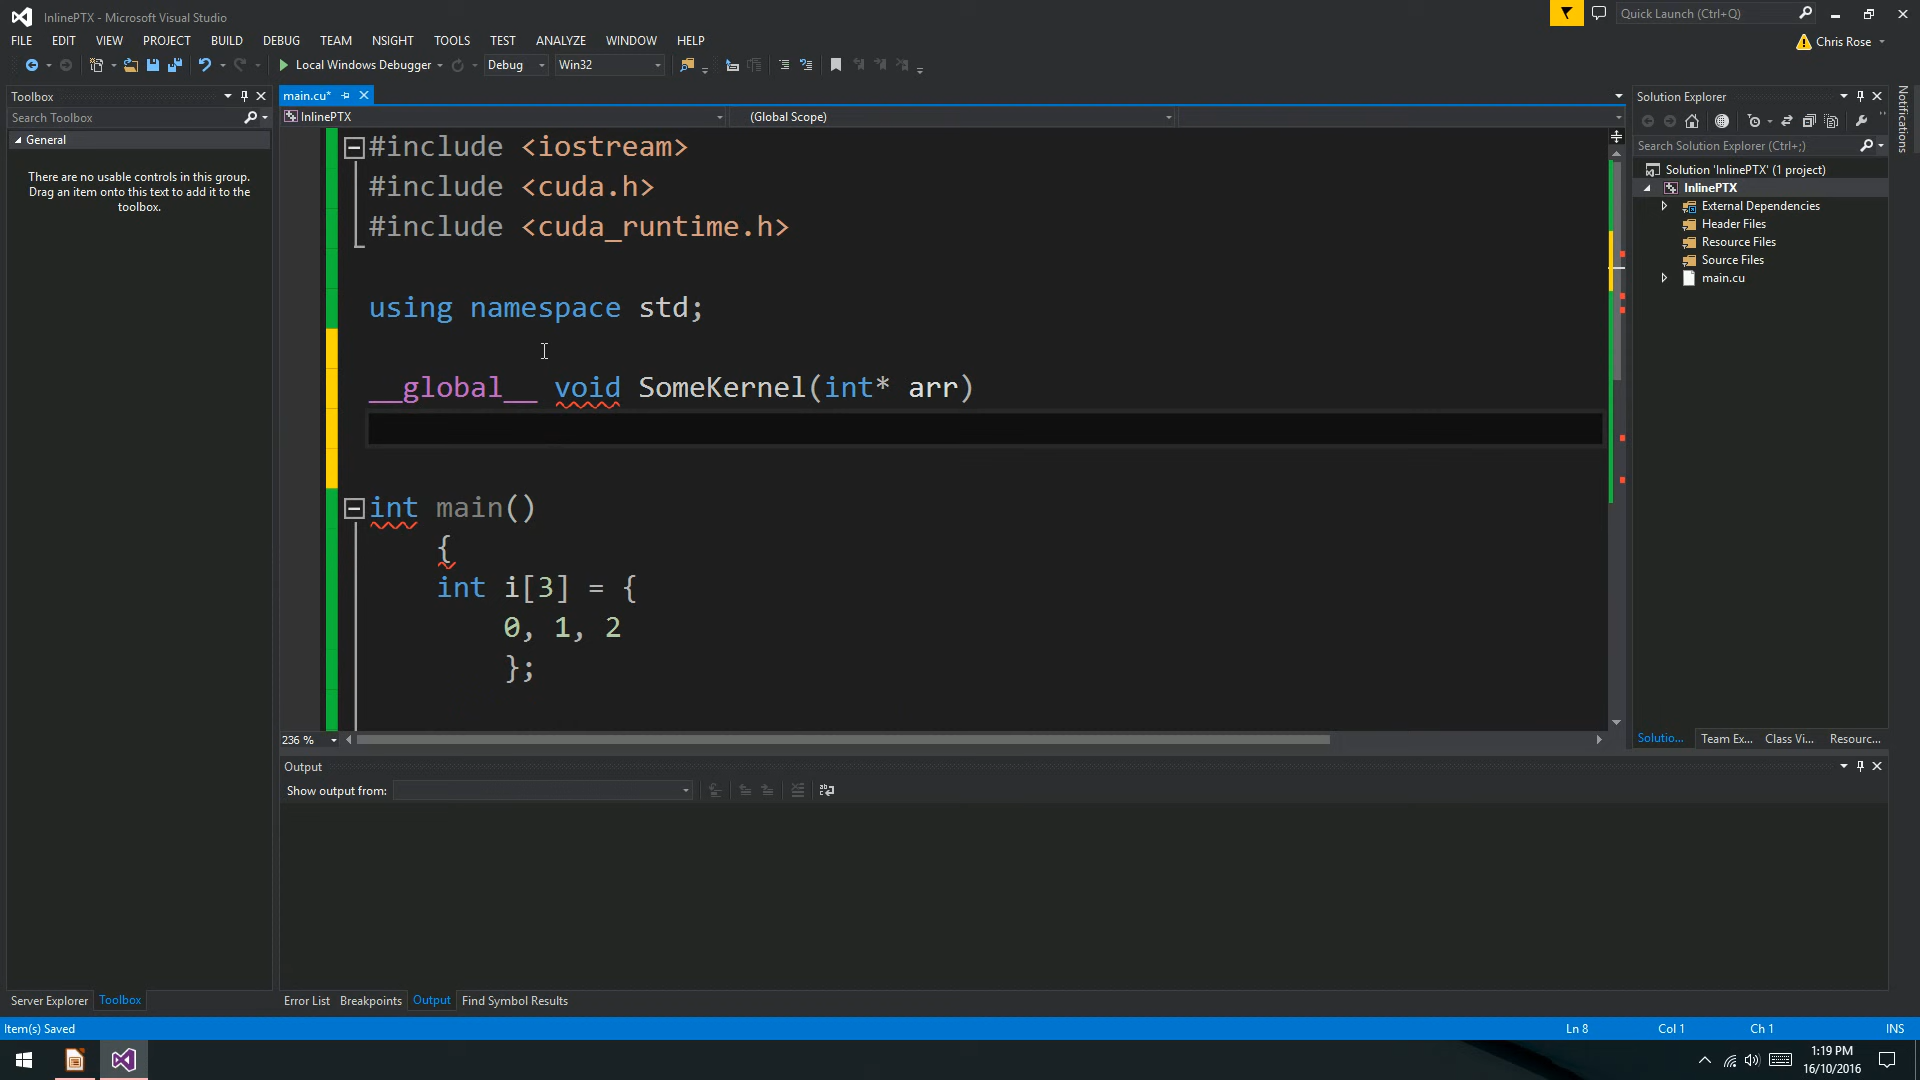 InlinePTX - Microsoft Visual Studio
Quick Launch (Ctrl+Q)
FILE EDIT VIEW PROJECT BUILD DEBUG TEAM NSIGHT TOOLS TEST ANALYZE WINDOW HELP
Chris Rose
Local Windows Debugger Debug Win32
Toolbox
Search Toolbox
General
There are no usable controls in this group. Drag an item onto this text to add it to the toolbox.
main.cu*
InlinePTX (Global Scope)
#include <iostream>
#include <cuda.h>
#include <cuda_runtime.h>
using namespace std;
__global__ void SomeKernel(int* arr)
int main()
{
int i[3] = {
0, 1, 2
};
236 %
Solution Explorer
Search Solution Explorer (Ctrl+;)
Solution 'InlinePTX' (1 project)
InlinePTX
External Dependencies
Header Files
Resource Files
Source Files
main.cu
Solutio... Team Ex... Class Vi... Resourc...
Notifications
Output
Show output from:
Server Explorer Toolbox
Error List Breakpoints Output Find Symbol Results
Item(s) Saved
Ln 8 Col 1 Ch 1 INS
1:19 PM
16/10/2016